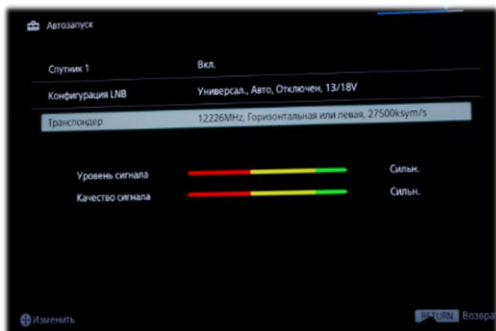 Автозапуск
Спутник 1 Вкл.
Конфигурация LNB Универсал., Авто, Отключен, 13/18V
Транспондер 12226MHz, Горизонтальная или левая, 27500ksym/s
Уровень сигнала Сильн.
Качество сигнала Сильн.
Изменить RETURN Возвра